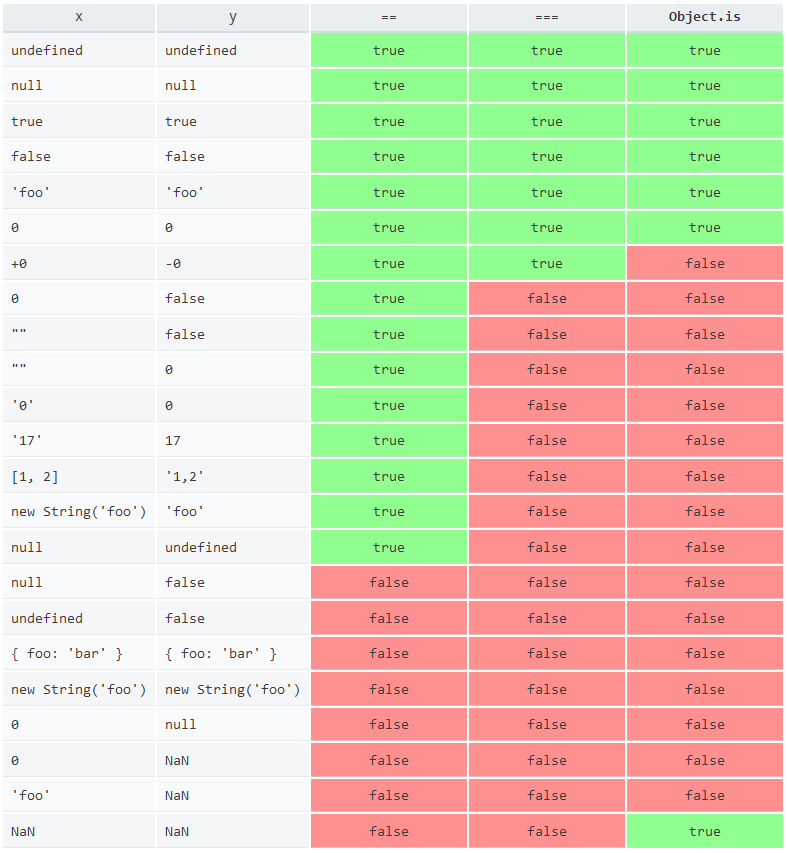 x y == === Object.is
undefined undefined true true true
null null true true true
true true true true true
false false true true true
'foo' 'foo' true true true
0 0 true true true
+0 -0 true true false
0 false true false false
"" false true false false
"" 0 true false false
'0' 0 true false false
'17' 17 true false false
[1, 2] '1,2' true false false
new String('foo') 'foo' true false false
null undefined true false false
null false false false false
undefined false false false false
{ foo: 'bar' } { foo: 'bar' } false false false
new String('foo') new String('foo') false false false
0 null false false false
0 NaN false false false
'foo' NaN false false false
NaN NaN false false true